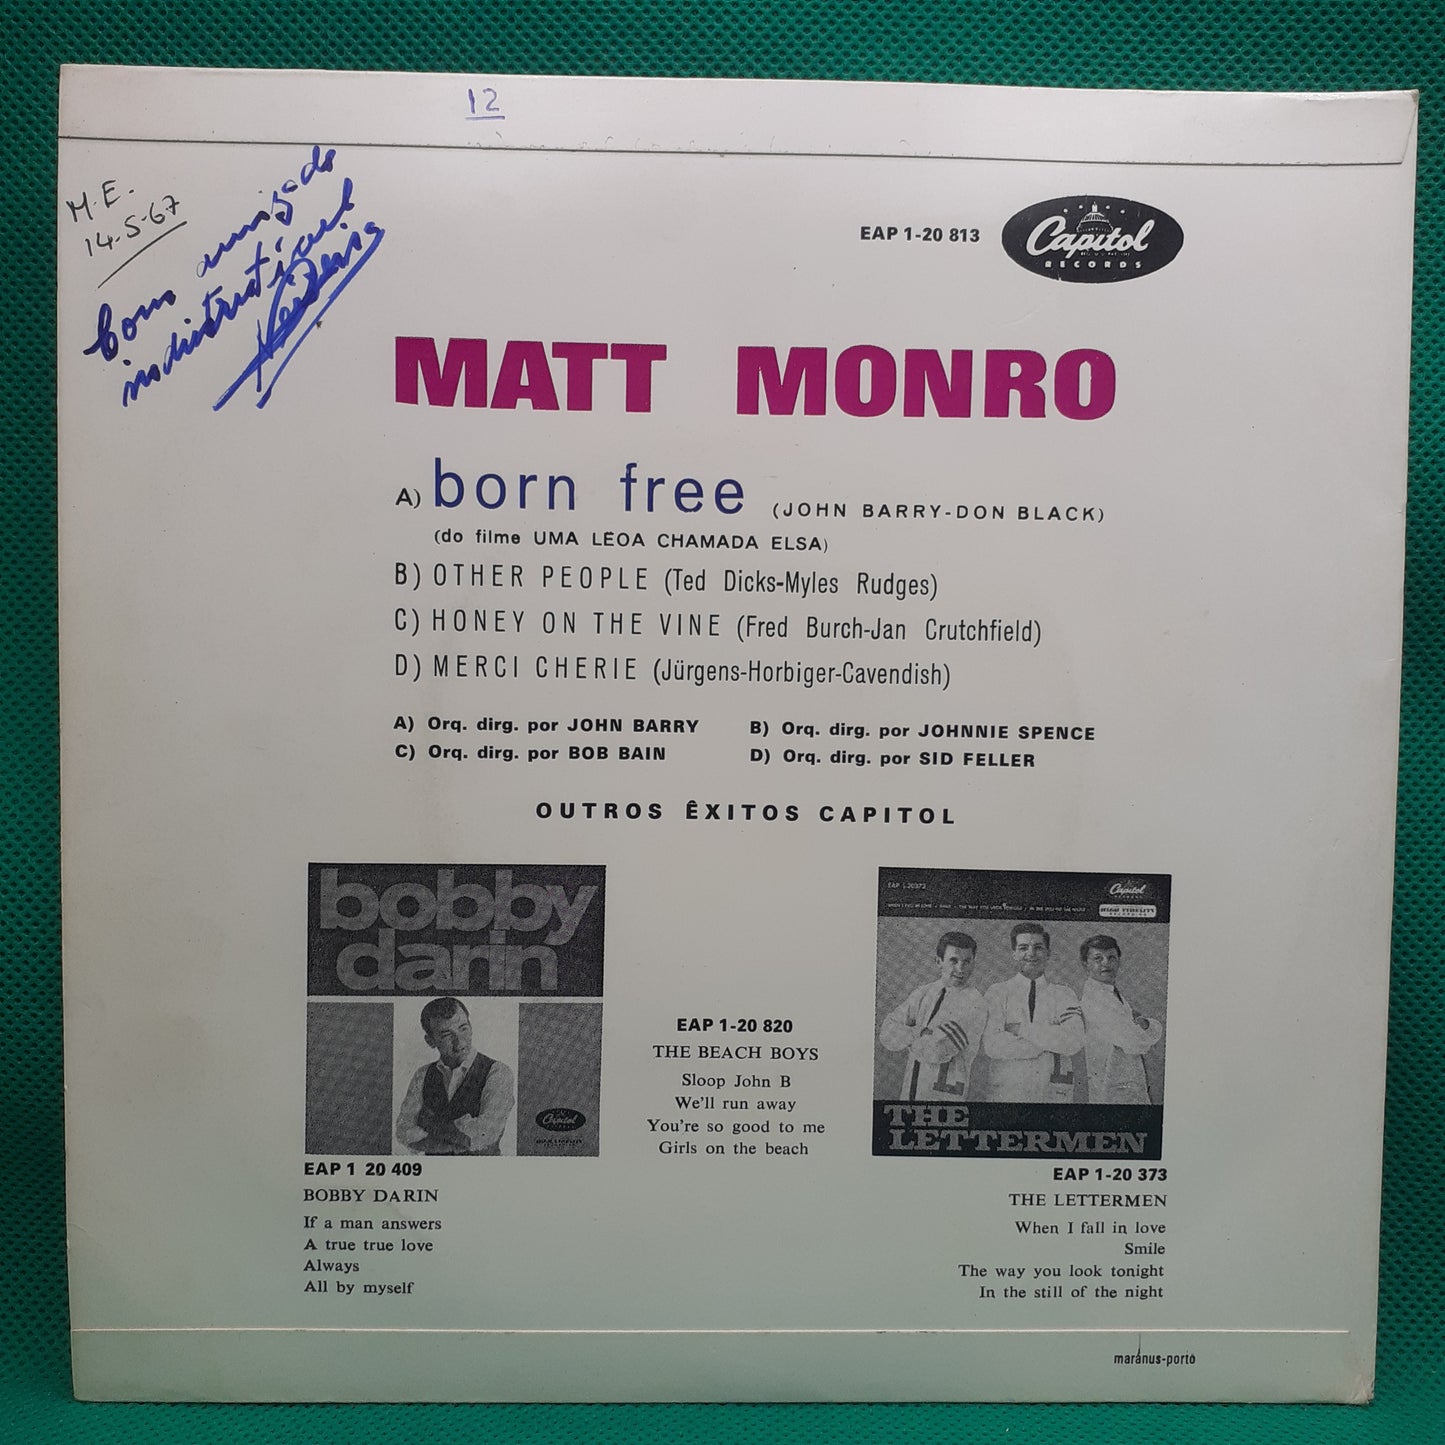 12
M.E.
14-5-67
Com amizade
indistrutível
EAP 1-20 813
Capitol
RECORDS
MATT MONRO
A) born free (JOHN BARRY-DON BLACK)
(do filme UMA LEOA CHAMADA ELSA)
B) OTHER PEOPLE (Ted Dicks-Myles Rudges)
C) HONEY ON THE VINE (Fred Burch-Jan Crutchfield)
D) MERCI CHERIE (Jürgens-Horbiger-Cavendish)
A) Orq. dirg. por JOHN BARRY B) Orq. dirg. por JOHNNIE SPENCE
C) Orq. dirg. por BOB BAIN D) Orq. dirg. por SID FELLER
OUTROS ÊXITOS CAPITOL
bobby
darin
Capitol
EAP 1 20 409
BOBBY DARIN
If a man answers
A true true love
Always
All by myself
EAP 1-20 820
THE BEACH BOYS
Sloop John B
We'll run away
You're so good to me
Girls on the beach
EAP 1-20373
Capitol
L
L
THE
LETTERMEN
EAP 1-20 373
THE LETTERMEN
When I fall in love
Smile
The way you look tonight
In the still of the night
maránus-porto